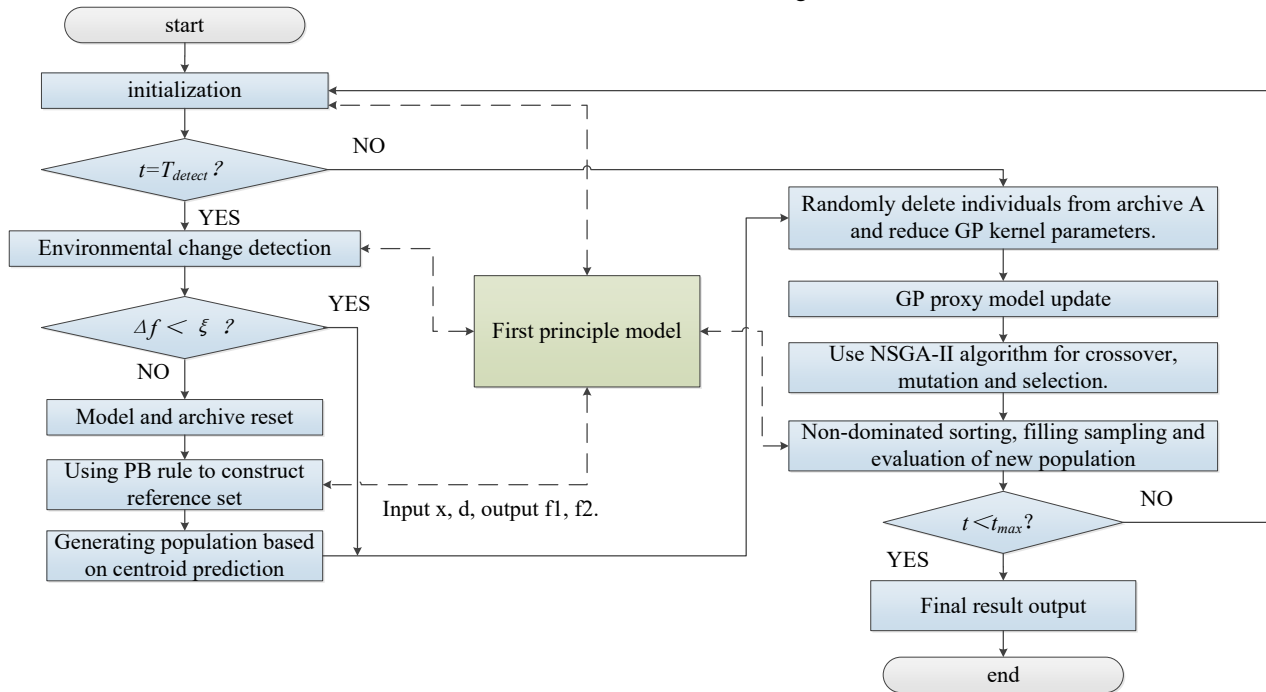 start
initialization
NO
t=Tdetect?
YES
Environmental change detection
YES
Δf < ξ ?
NO
Model and archive reset
Using PB rule to construct
reference set
Generating population based
on centroid prediction
First principle model
Input x, d, output f1, f2.
Randomly delete individuals from archive A
and reduce GP kernel parameters.
GP proxy model update
Use NSGA-II algorithm for crossover,
mutation and selection.
Non-dominated sorting, filling sampling and
evaluation of new population
NO
t<tmax?
YES
Final result output
end